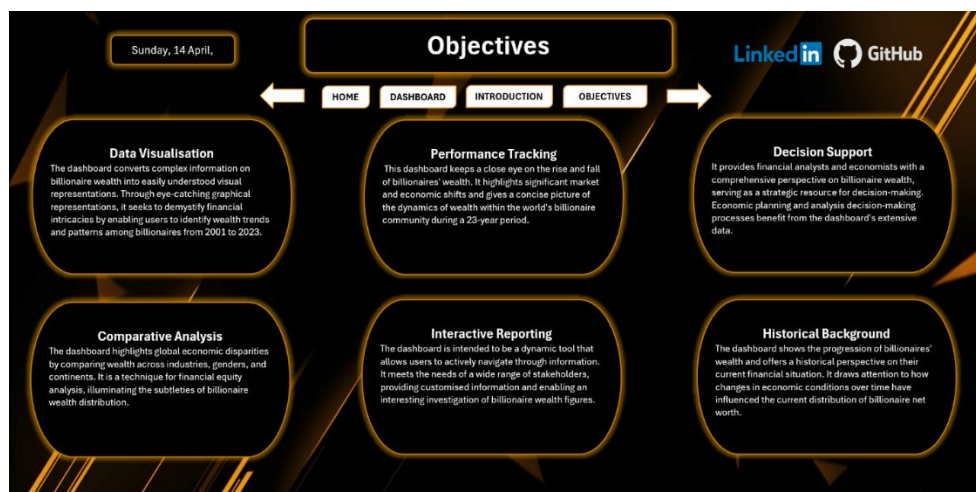 Sunday, 14 April,
Objectives
Linked in
GitHub
HOME
DASHBOARD
INTRODUCTION
OBJECTIVES
Data Visualisation
The dashboard converts complex information on
billionaire wealth into easily understood visual
representations. Through eye-catching graphical
representations, it seeks to demystify financial
intricacies by enabling users to identify wealth trends
and patterns among billionaires from 2001 to 2023.
Performance Tracking
This dashboard keeps a close eye on the rise and fall
of billionaires' wealth. It highlights significant market
and economic shifts and gives a concise picture of
the dynamics of wealth within the world's billionaire
community during a 23-year period.
Decision Support
It provides financial analysts and economists with a
comprehensive perspective on billionaire wealth,
serving as a strategic resource for decision-making.
Economic planning and analysis decision-making
processes benefit from the dashboard's extensive
data.
Comparative Analysis
The dashboard highlights global economic disparities
by comparing wealth across industries, genders, and
continents. It is a technique for financial equity
analysis, illuminating the subtleties of billionaire
wealth distribution.
Interactive Reporting
The dashboard is intended to be a dynamic tool that
allows users to actively navigate through information.
It meets the needs of a wide range of stakeholders,
providing customised information and enabling an
interesting investigation of billionaire wealth figures.
Historical Background
The dashboard shows the progression of billionaires'
wealth and offers a historical perspective on their
current financial situation. It draws attention to how
changes in economic conditions over time have
influenced the current distribution of billionaire net
worth.